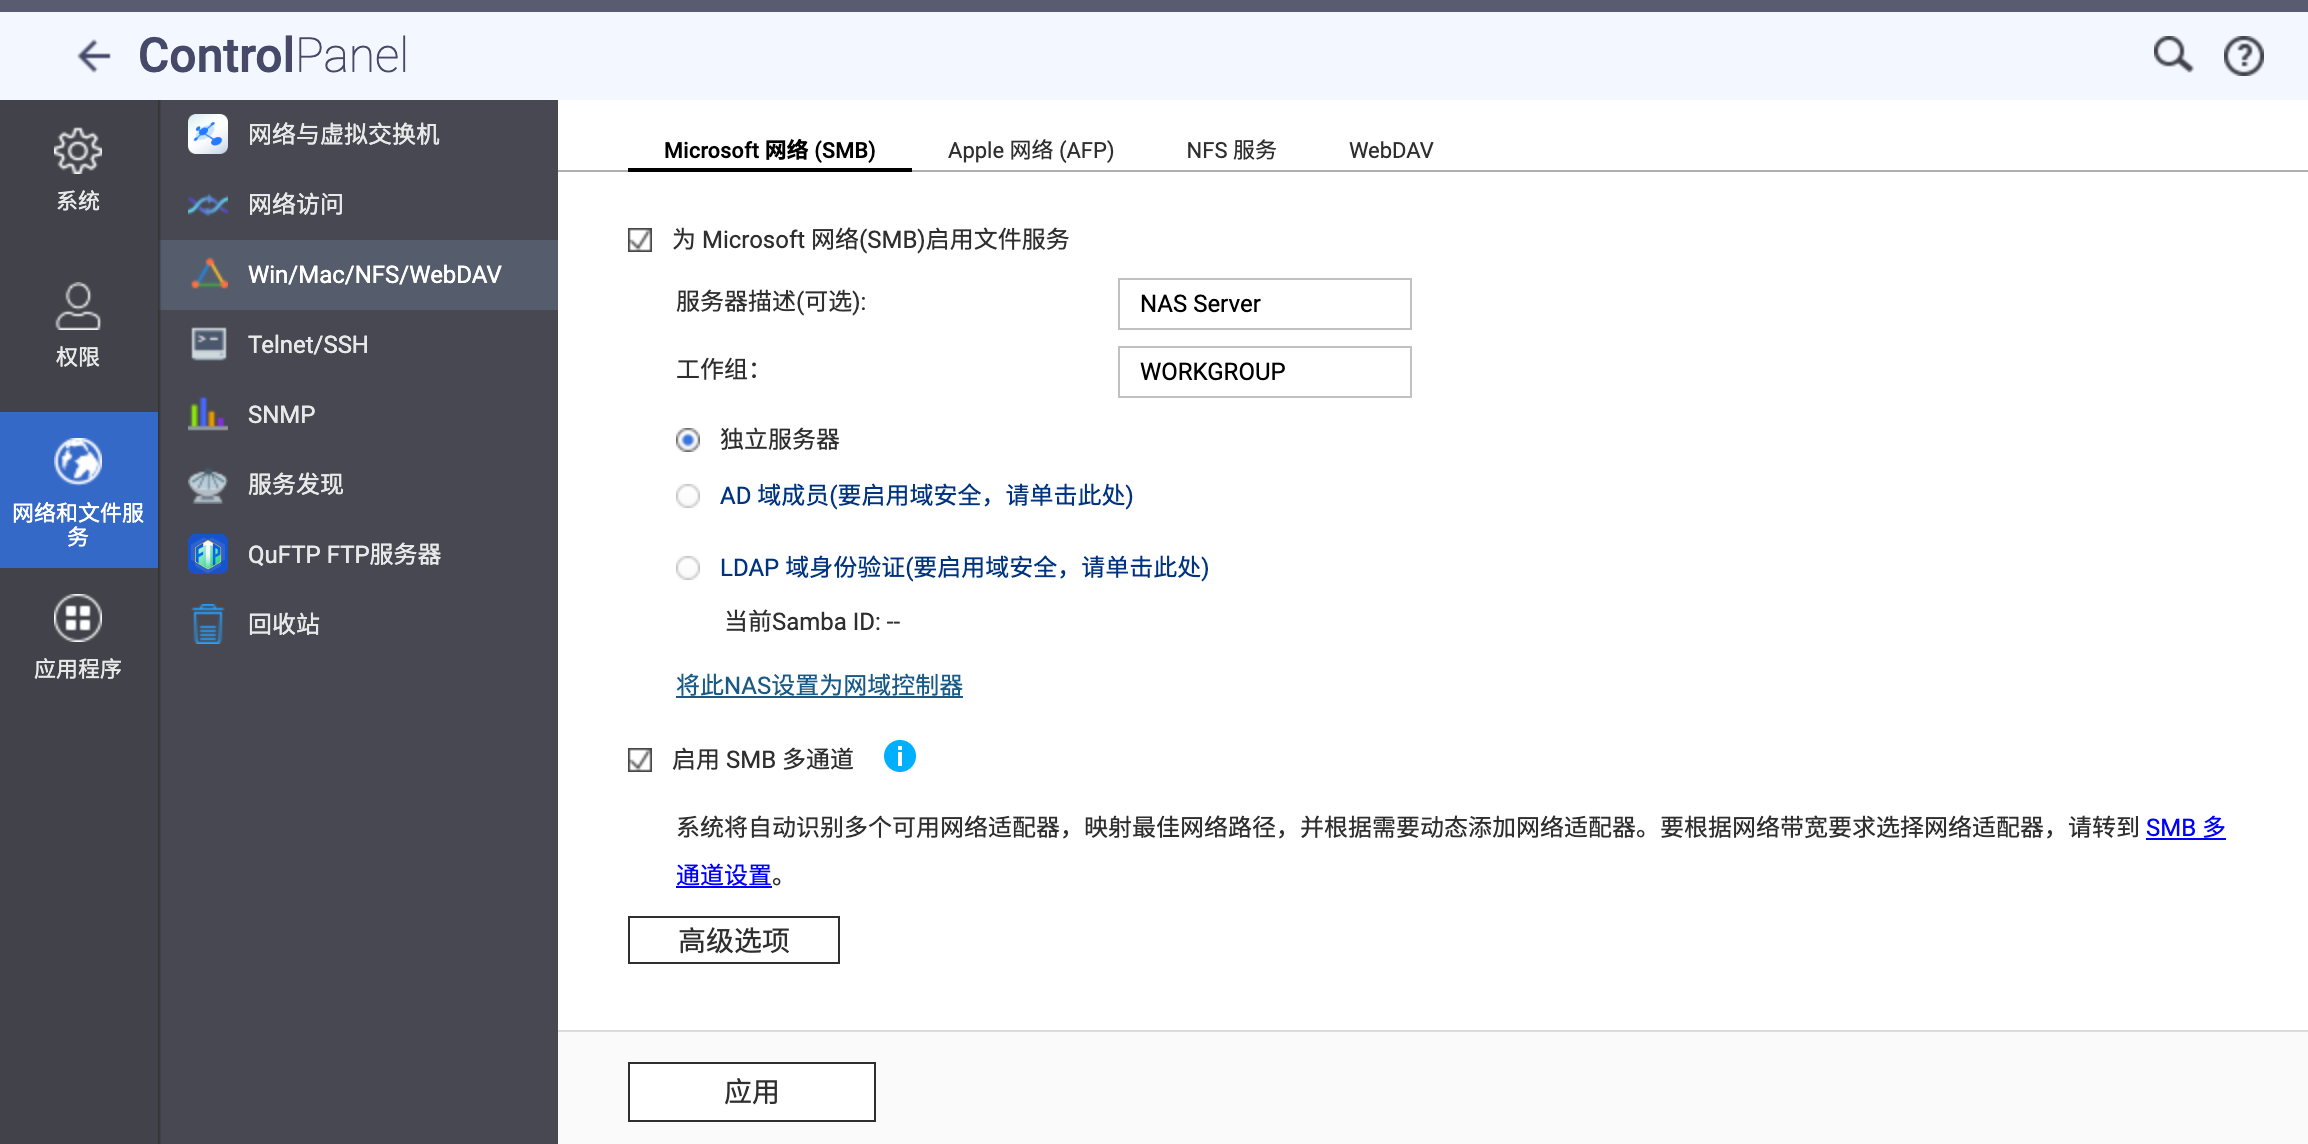 ControlPanel
系统
权限
网络和文件服
务
应用程序
网络与虚拟交换机
网络访问
Win/Mac/NFS/WebDAV
Telnet/SSH
SNMP
服务发现
QuFTP FTP服务器
回收站
Microsoft 网络 (SMB) Apple 网络 (AFP) NFS 服务 WebDAV
为 Microsoft 网络(SMB)启用文件服务
服务器描述(可选): NAS Server
工作组： WORKGROUP
独立服务器
AD 域成员(要启用域安全，请单击此处)
LDAP 域身份验证(要启用域安全，请单击此处)
当前Samba ID: --
将此NAS设置为网域控制器
启用 SMB 多通道
系统将自动识别多个可用网络适配器，映射最佳网络路径，并根据需要动态添加网络适配器。要根据网络带宽要求选择网络适配器，请转到 SMB 多
通道设置。
高级选项
应用